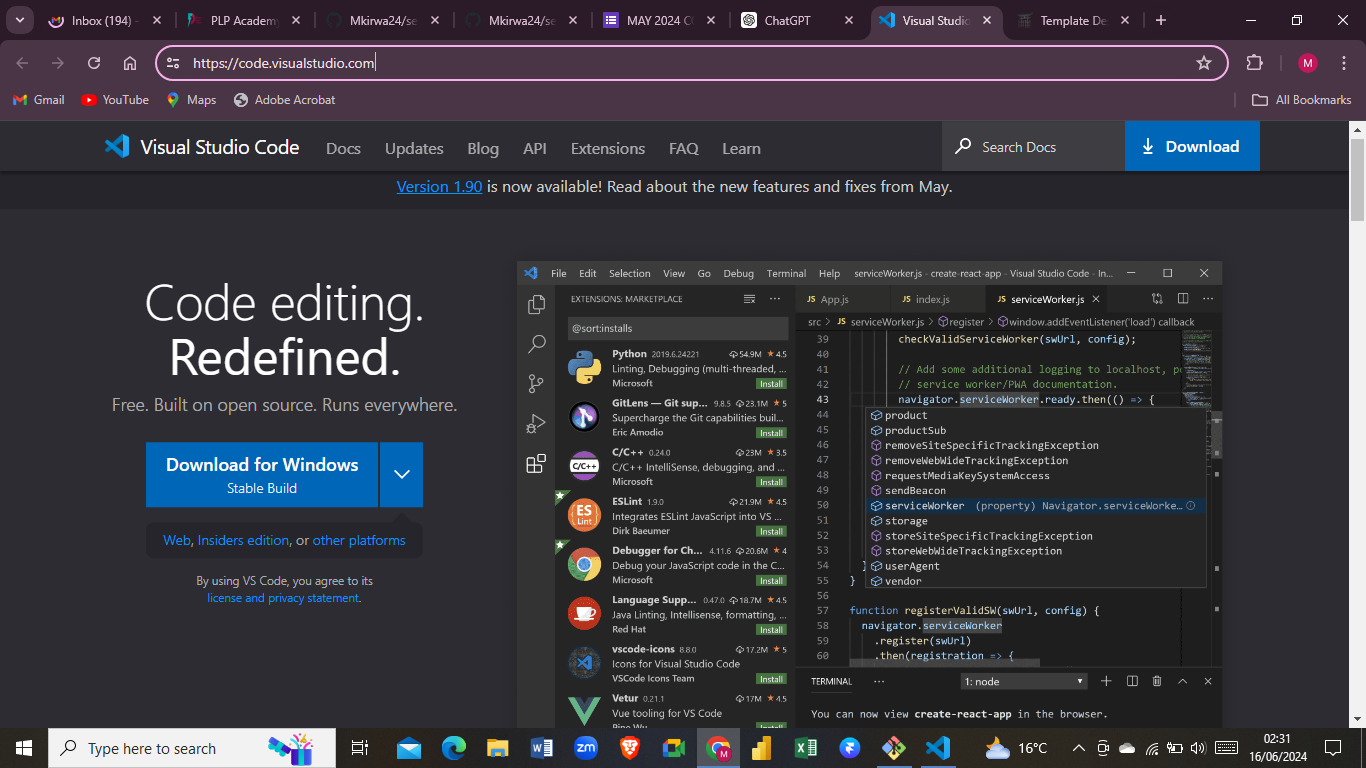 Inbox (194) -
PLP Academy
Mkirwa24/se
Mkirwa24/se
MAY 2024 CO
ChatGPT
Visual Studio
Template De
https://code.visualstudio.com
M
Gmail
YouTube
Maps
Adobe Acrobat
All Bookmarks
Visual Studio Code
Docs
Updates
Blog
API
Extensions
FAQ
Learn
Search Docs
Download
Version 1.90 is now available! Read about the new features and fixes from May.
Code editing.
Redefined.
Free. Built on open source. Runs everywhere.
Download for Windows
Stable Build
Web, Insiders edition, or other platforms
By using VS Code, you agree to its
license and privacy statement.
File Edit Selection View Go Debug Terminal Help serviceWorker.js - create-react-app - Visual Studio Code - In...
EXTENSIONS: MARKETPLACE
@sort:installs
Python 2019.6.24221 54.9M 4.5
Linting, Debugging (multi-threaded, ...
Microsoft Install
GitLens — Git sup... 9.8.5 23.1M 5
Supercharge the Git capabilities buil...
Eric Amodio Install
C/C++ 0.24.0 23M 3.5
C/C++ IntelliSense, debugging, and ...
Microsoft Install
ESLint 1.9.0 21.9M 4.5
Integrates ESLint JavaScript into VS ...
Dirk Baeumer Install
Debugger for Ch... 4.11.6 20.6M 4
Debug your JavaScript code in the C...
Microsoft Install
Language Supp... 0.47.0 18.7M 4.5
Java Linting, Intellisense, formatting, ...
Red Hat Install
vscode-icons 8.8.0 17.2M 5
Icons for Visual Studio Code
VSCode Icons Team Install
Vetur 0.21.1 17M 4.5
Vue tooling for VS Code
Pine Wu Install
C/C++
ES
Lint
JS App.js
JS index.js
JS serviceWorker.js
src > JS serviceWorker.js > register > window.addEventListener('load') callback
39 checkValidServiceWorker(swUrl, config);
40
41 // Add some additional logging to localhost, po
42 // service worker/PWA documentation.
43 navigator.serviceWorker.ready.then(() => {
44 product
45 productSub
46 removeSiteSpecificTrackingException
47 removeWebWideTrackingException
48 requestMediaKeySystemAccess
49 sendBeacon
50 serviceWorker (property) Navigator.serviceWorke...
51 storage
52 storeSiteSpecificTrackingException
53 storeWebWideTrackingException
54 } userAgent
55 } vendor
56
57 function registerValidSW(swUrl, config) {
58 navigator.serviceWorker
59 .register(swUrl)
60 .then(registration => {
TERMINAL ... 1: node
You can now view create-react-app in the browser.
Type here to search
zm
M
16°C
02:31
16/06/2024